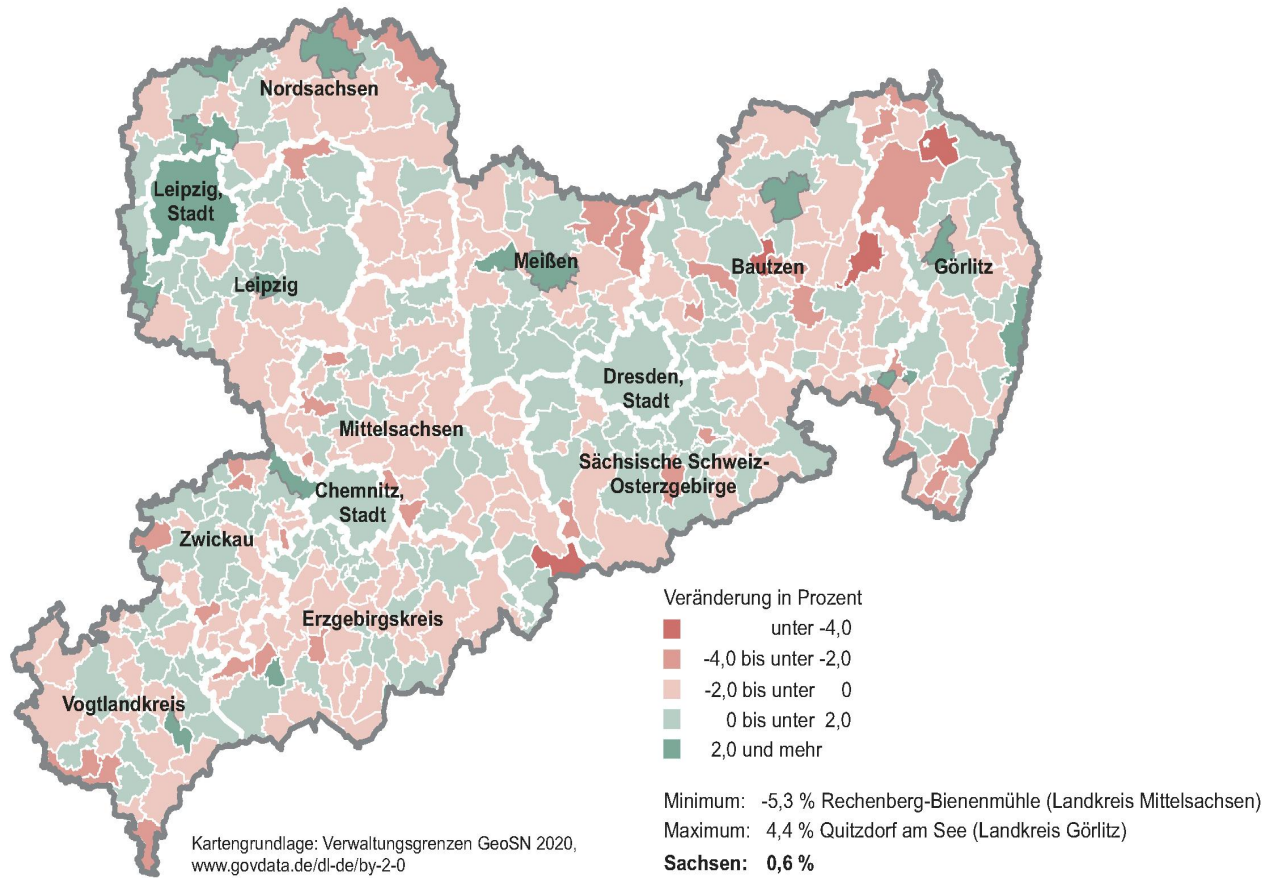 Nordsachsen
Leipzig,
Stadt
Leipzig
Meißen
Bautzen
Görlitz
Dresden,
Stadt
Mittelsachsen
Sächsische Schweiz-
Osterzgebirge
Chemnitz,
Stadt
Zwickau
Erzgebirgskreis
Vogtlandkreis
Veränderung in Prozent
unter -4,0
-4,0 bis unter -2,0
-2,0 bis unter 0
0 bis unter 2,0
2,0 und mehr
Minimum: -5,3 % Rechenberg-Bienenmühle (Landkreis Mittelsachsen)
Maximum: 4,4 % Quitzdorf am See (Landkreis Görlitz)
Sachsen: 0,6 %
Kartengrundlage: Verwaltungsgrenzen GeoSN 2020,
www.govdata.de/dl-de/by-2-0